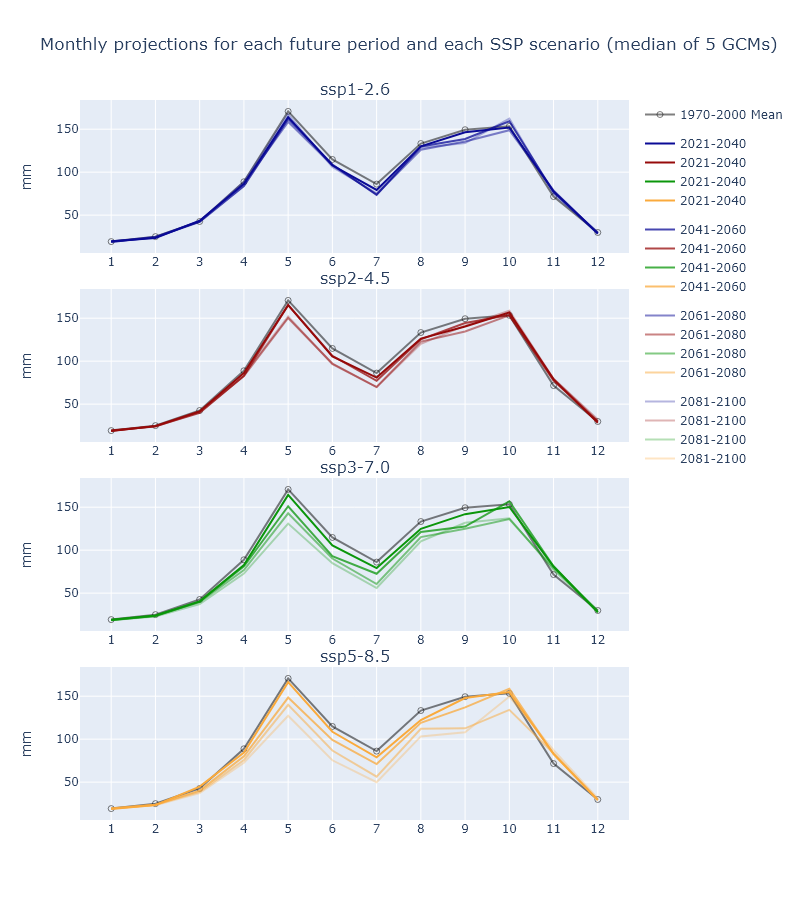 Monthly projections for each future period and each SSP scenario (median of 5 GCMs)
ssp1-2.6
150
100
50
mm
1 2 3 4 5 6 7 8 9 10 11 12
ssp2-4.5
150
100
50
mm
1 2 3 4 5 6 7 8 9 10 11 12
ssp3-7.0
150
100
50
mm
1 2 3 4 5 6 7 8 9 10 11 12
ssp5-8.5
150
100
50
mm
1 2 3 4 5 6 7 8 9 10 11 12
1970-2000 Mean
2021-2040
2021-2040
2021-2040
2021-2040
2041-2060
2041-2060
2041-2060
2041-2060
2061-2080
2061-2080
2061-2080
2061-2080
2081-2100
2081-2100
2081-2100
2081-2100